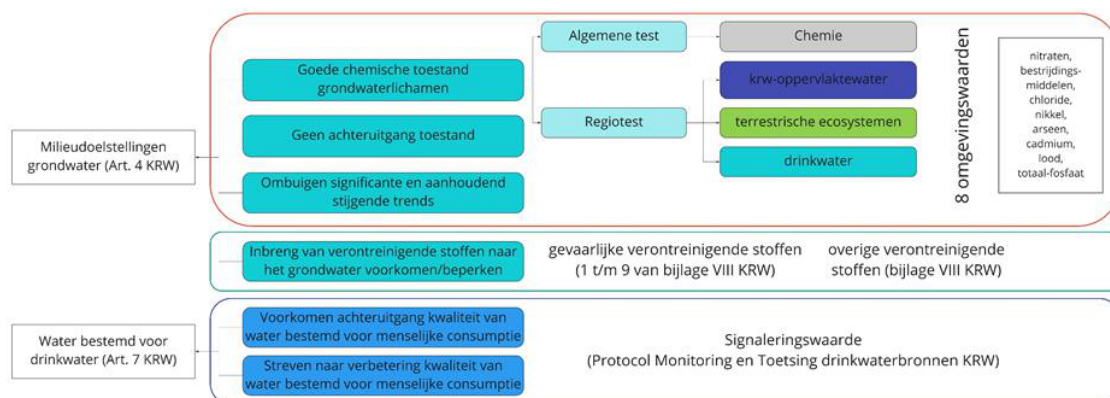 Milieudoelstellingen
grondwater (Art. 4 KRW)
Goede chemische toestand
grondwaterlichamen
Geen achteruitgang toestand
Ombuigen significante en aanhoudend
stijgende trends
Algemene test
Chemie
Regiotest
krw-oppervlaktewater
terrestrische ecosystemen
drinkwater
8 omgevingswaarden
nitraten,
bestrijdings-
middelen,
chloride,
nikkel,
arseen,
cadmium,
lood,
totaal-fosfaat
Inbreng van verontreinigende stoffen naar
het grondwater voorkomen/beperken
gevaarlijke verontreinigende stoffen
(1 t/m 9 van bijlage VIII KRW)
overige verontreinigende
stoffen (bijlage VIII KRW)
Water bestemd voor
drinkwater (Art. 7 KRW)
Voorkomen achteruitgang kwaliteit van
water bestemd voor menselijke consumptie
Streven naar verbetering kwaliteit van
water bestemd voor menselijke consumptie
Signaleringswaarde
(Protocol Monitoring en Toetsing drinkwaterbronnen KRW)